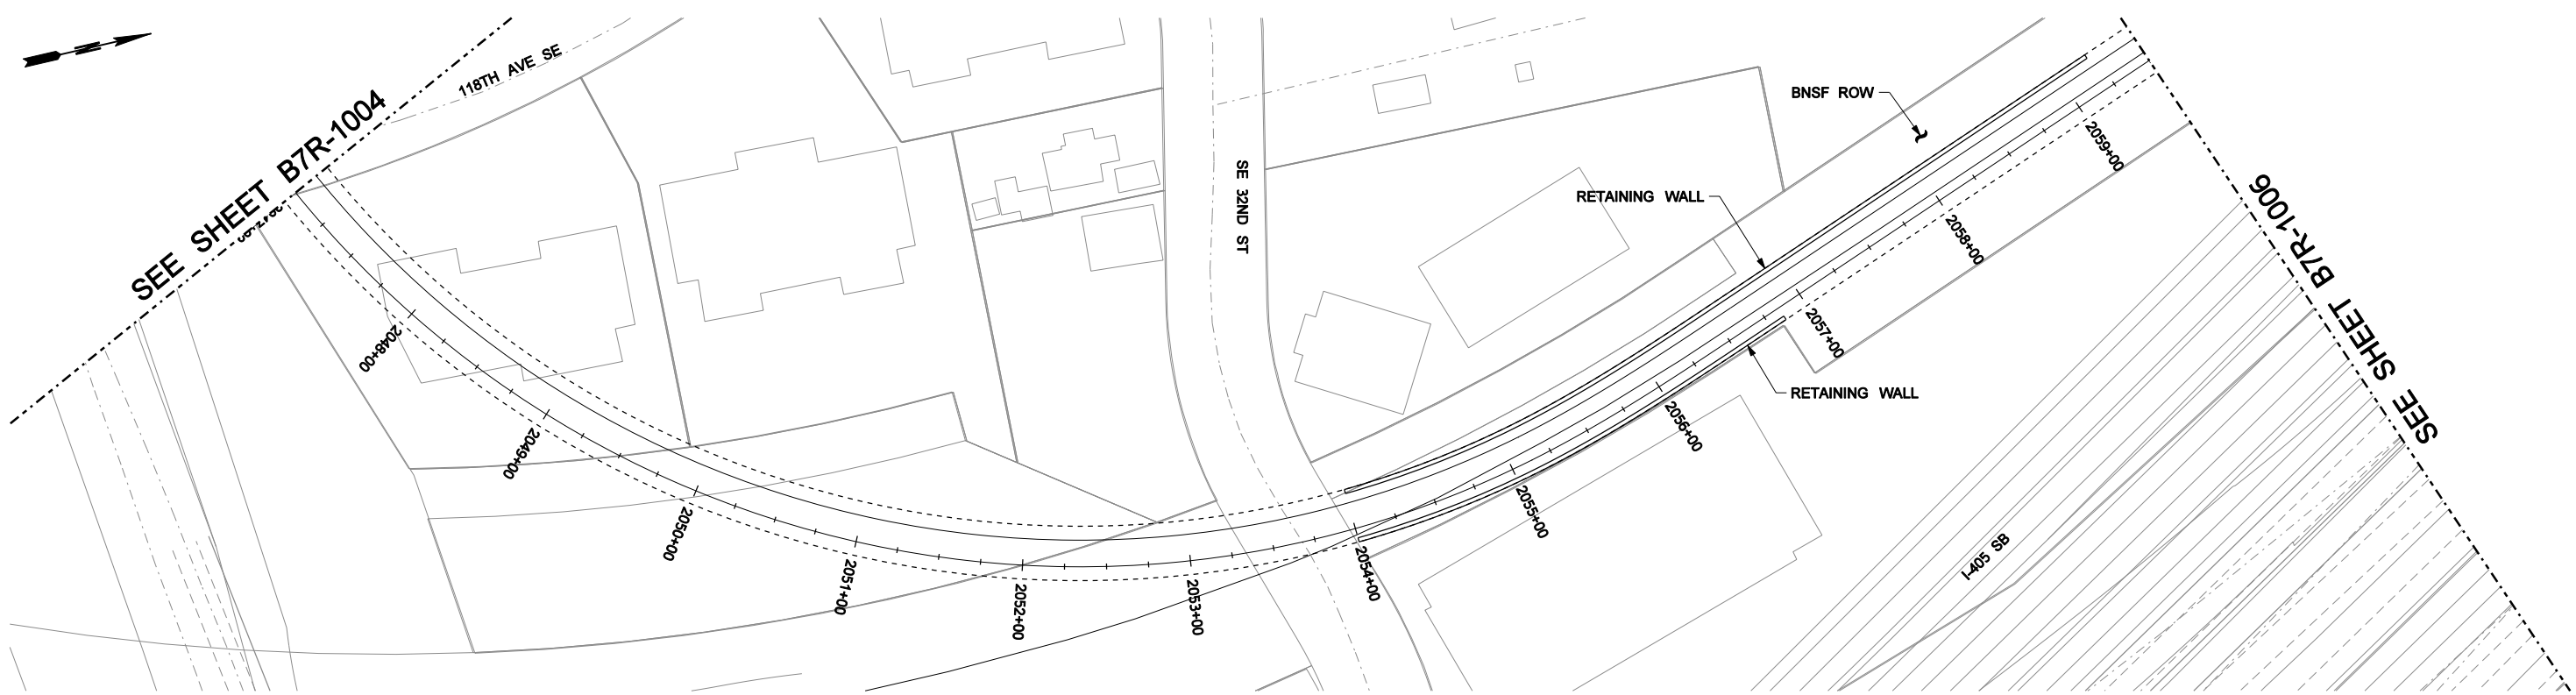 N
118TH AVE SE
SEE SHEET B7R-1004
BNSF ROW
RETAINING WALL
SE 32ND ST
2059+00
2058+00
2057+00
2056+00
2055+00
2054+00
2053+00
2052+00
2051+00
2050+00
2049+00
2048+00
RETAINING WALL
I-405 SB
SEE SHEET B7R-1006